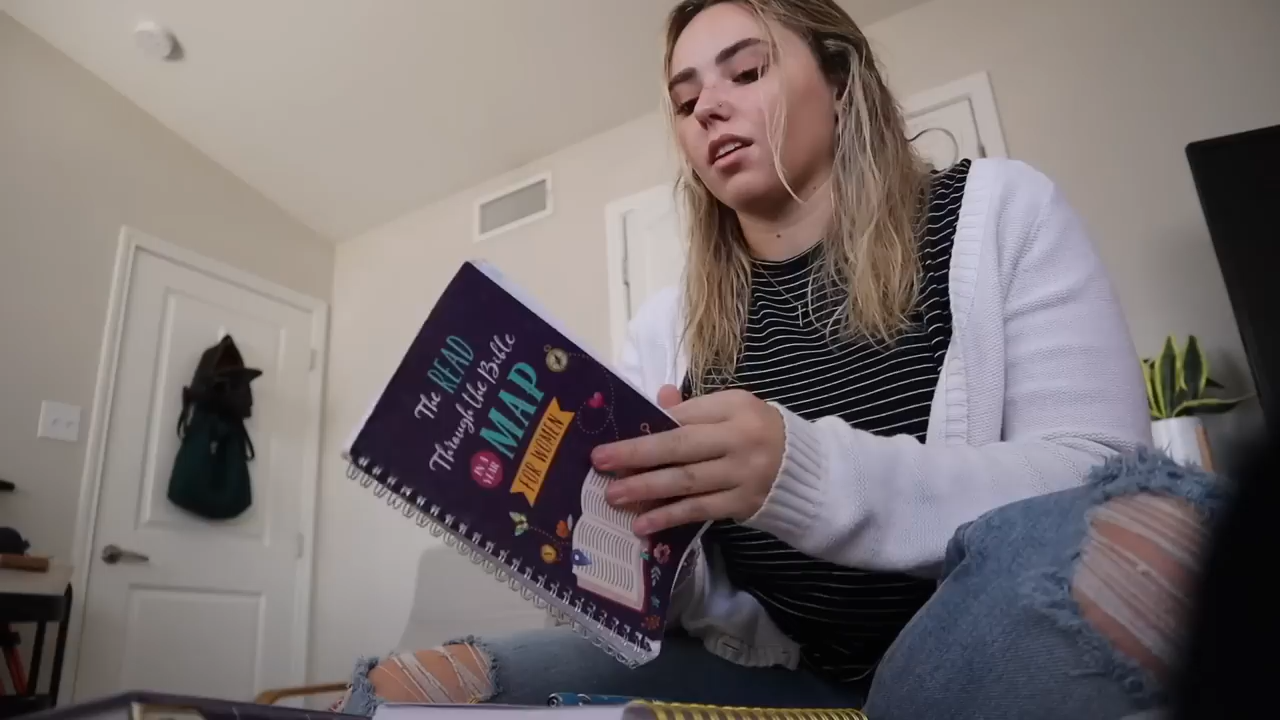 The READ
Through the Bible
IN A
YEAR
MAP
FOR WOMEN